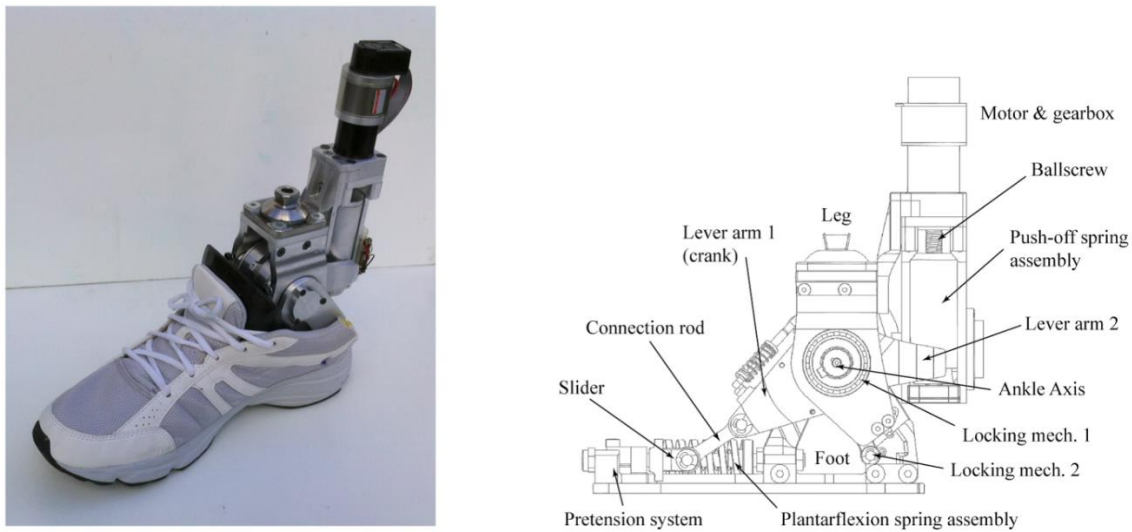 Motor & gearbox
Ballscrew
Leg
Lever arm 1
(crank)
Push-off spring
assembly
Connection rod
Lever arm 2
Slider
Ankle Axis
Locking mech. 1
Foot
Locking mech. 2
Pretension system
Plantarflexion spring assembly